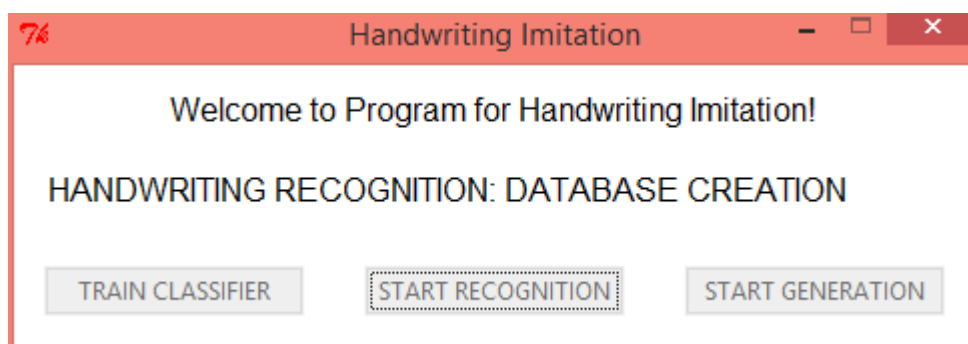 Handwriting Imitation
Welcome to Program for Handwriting Imitation!
HANDWRITING RECOGNITION: DATABASE CREATION
TRAIN CLASSIFIER START RECOGNITION START GENERATION